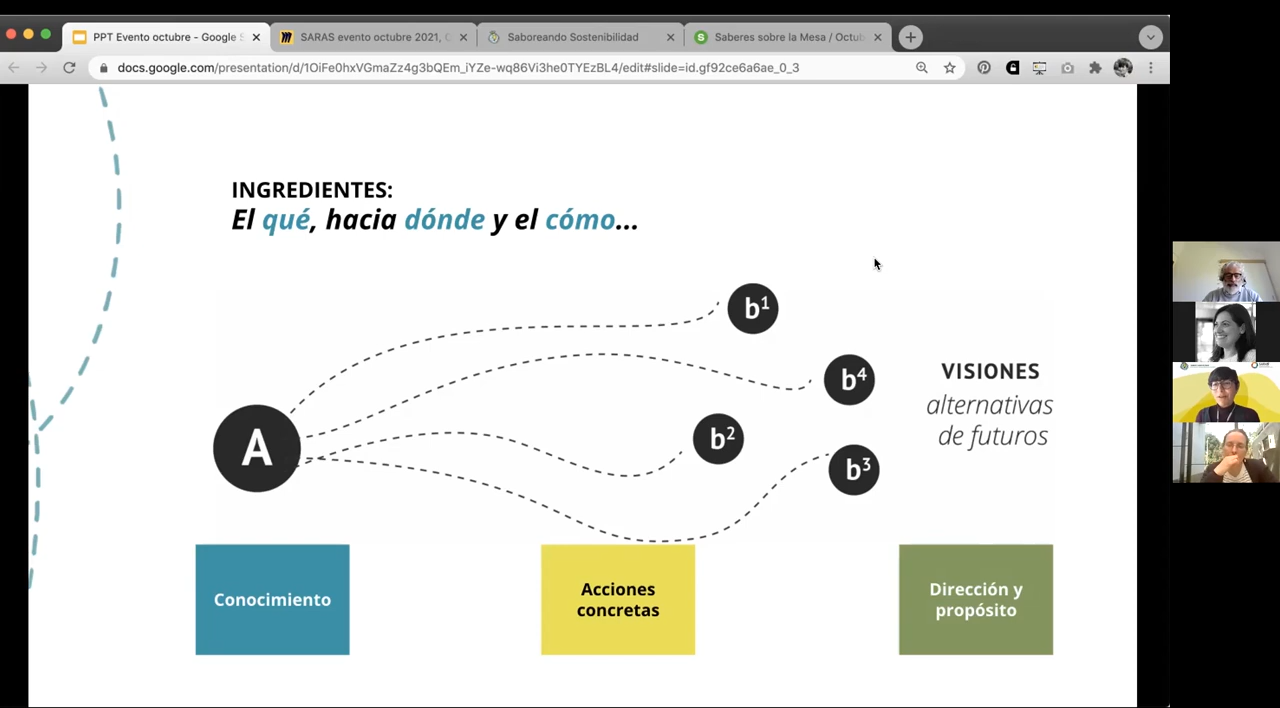 PPT Evento octubre - Google S
SARAS evento octubre 2021, C
Saboreando Sostenibilidad
Saberes sobre la Mesa / Octub
docs.google.com/presentation/d/1OiFe0hxVGmaZz4g3bQEm_iYZe-wq86Vi3he0TYEzBL4/edit#slide=id.gf92ce6a6ae_0_3
INGREDIENTES:
El qué, hacia dónde y el cómo...
b1
b4
A
b2
b3
VISIONES
alternativas
de futuros
Conocimiento
Acciones
concretas
Dirección y
propósito